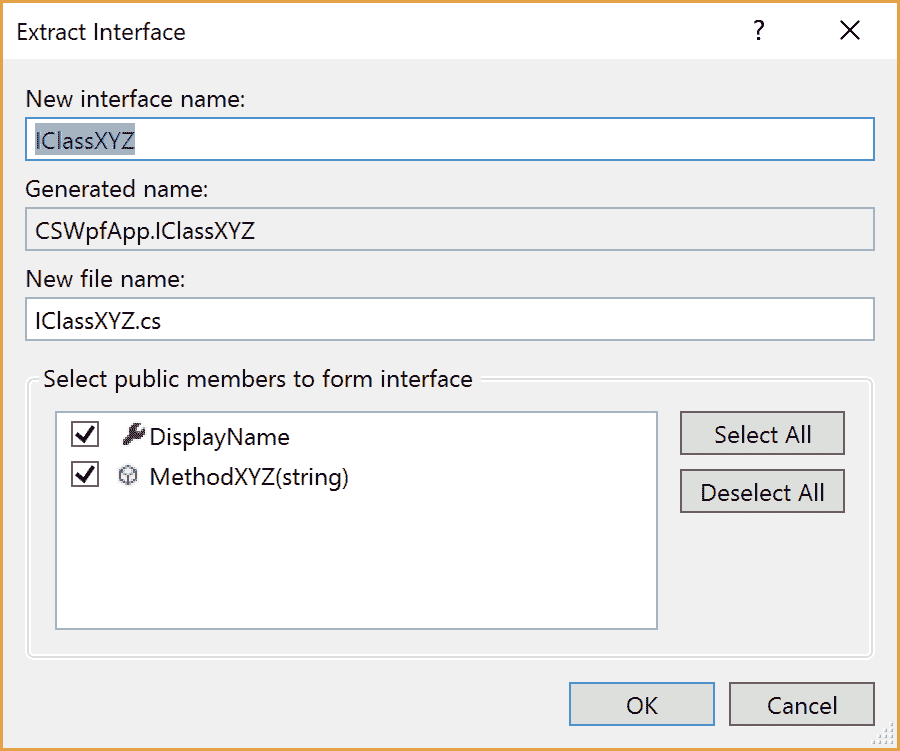 Extract Interface
?
New interface name:
IClassXYZ
Generated name:
CSWpfApp.IClassXYZ
New file name:
IClassXYZ.cs
Select public members to form interface
DisplayName
Select All
MethodXYZ(string)
Deselect All
OK Cancel